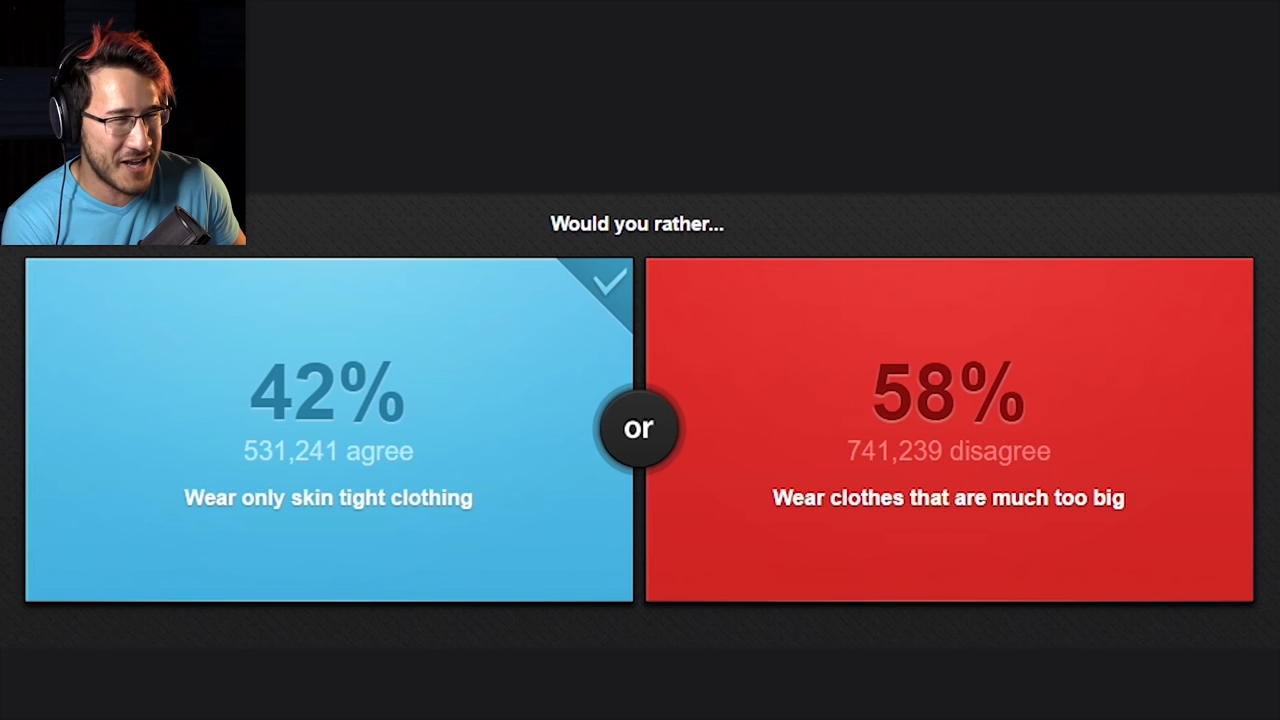 Would you rather...
42%
531,241 agree
Wear only skin tight clothing
or
58%
741,239 disagree
Wear clothes that are much too big